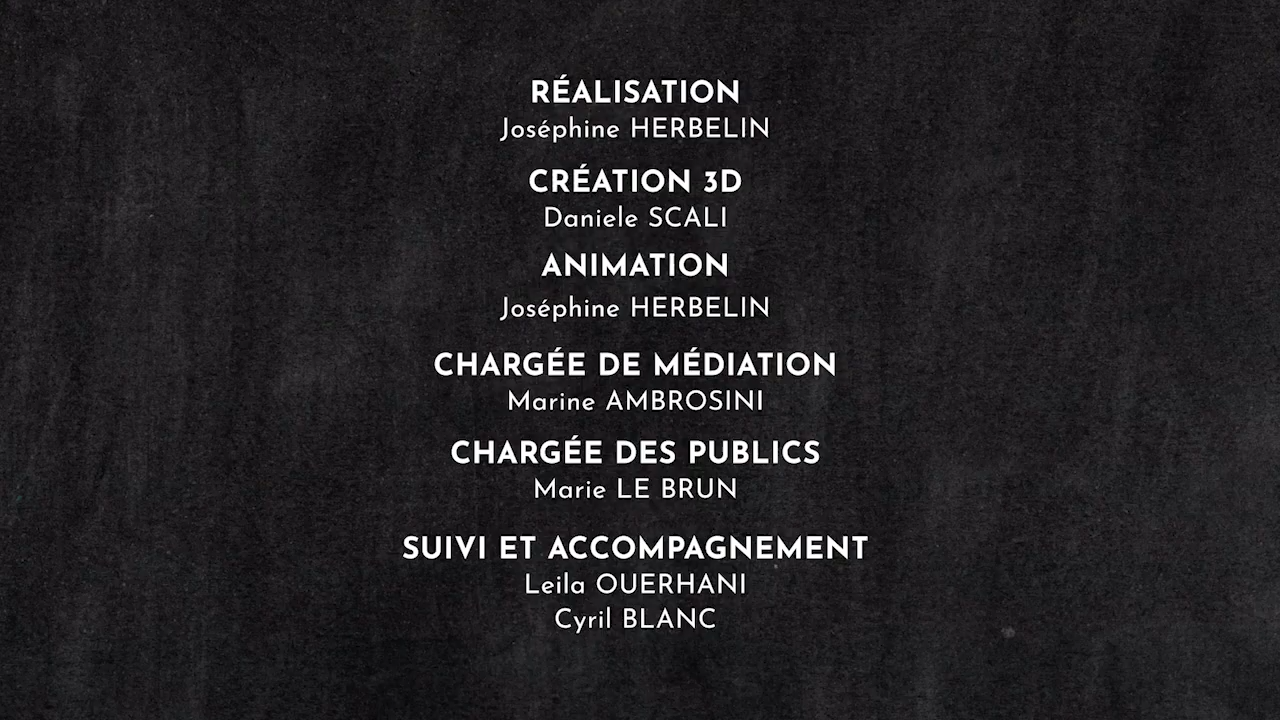 RÉALISATION
Joséphine HERBELIN
CRÉATION 3D
Daniele SCALI
ANIMATION
Joséphine HERBELIN
CHARGÉE DE MÉDIATION
Marine AMBROSINI
CHARGÉE DES PUBLICS
Marie LE BRUN
SUIVI ET ACCOMPAGNEMENT
Leila OUERHANI
Cyril BLANC